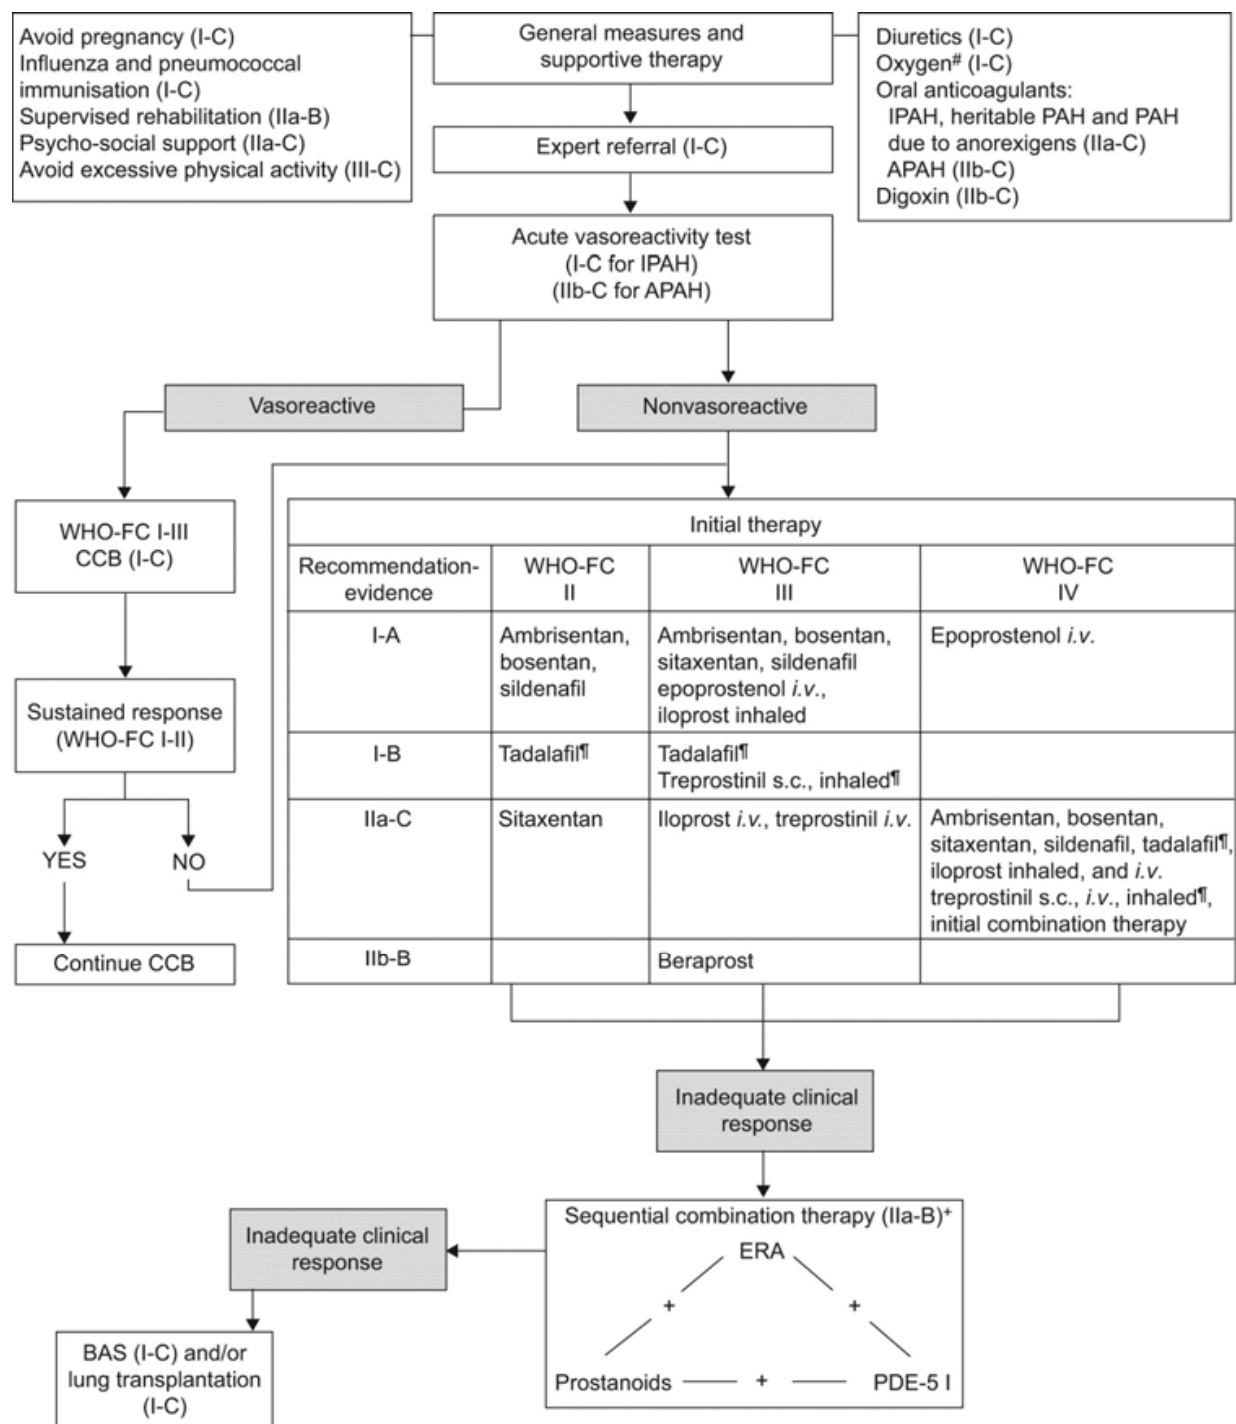 Avoid pregnancy (I-C)
Influenza and pneumococcal
immunisation (I-C)
Supervised rehabilitation (IIa-B)
Psycho-social support (IIa-C)
Avoid excessive physical activity (III-C)
General measures and
supportive therapy
Diuretics (I-C)
Oxygen# (I-C)
Oral anticoagulants:
IPAH, heritable PAH and PAH
due to anorexigens (IIa-C)
APAH (IIb-C)
Digoxin (IIb-C)
Expert referral (I-C)
Acute vasoreactivity test
(I-C for IPAH)
(IIb-C for APAH)
Vasoreactive
Nonvasoreactive
WHO-FC I-III
CCB (I-C)
Sustained response
(WHO-FC I-II)
YES
NO
Continue CCB
Initial therapy
Recommendation-
evidence
WHO-FC
II
WHO-FC
III
WHO-FC
IV
I-A
Ambrisentan,
bosentan,
sildenafil
Ambrisentan, bosentan,
sitaxentan, sildenafil
epoprostenol i.v.,
iloprost inhaled
Epoprostenol i.v.
I-B
Tadalafil¶
Tadalafil¶
Treprostinil s.c., inhaled¶
IIa-C
Sitaxentan
Iloprost i.v., treprostinil i.v.
Ambrisentan, bosentan,
sitaxentan, sildenafil, tadalafil¶,
iloprost inhaled, and i.v.
treprostinil s.c., i.v., inhaled¶,
initial combination therapy
IIb-B
Beraprost
Inadequate clinical
response
Sequential combination therapy (IIa-B)+
ERA
+
+
Prostanoids
+
PDE-5 I
Inadequate clinical
response
BAS (I-C) and/or
lung transplantation
(I-C)